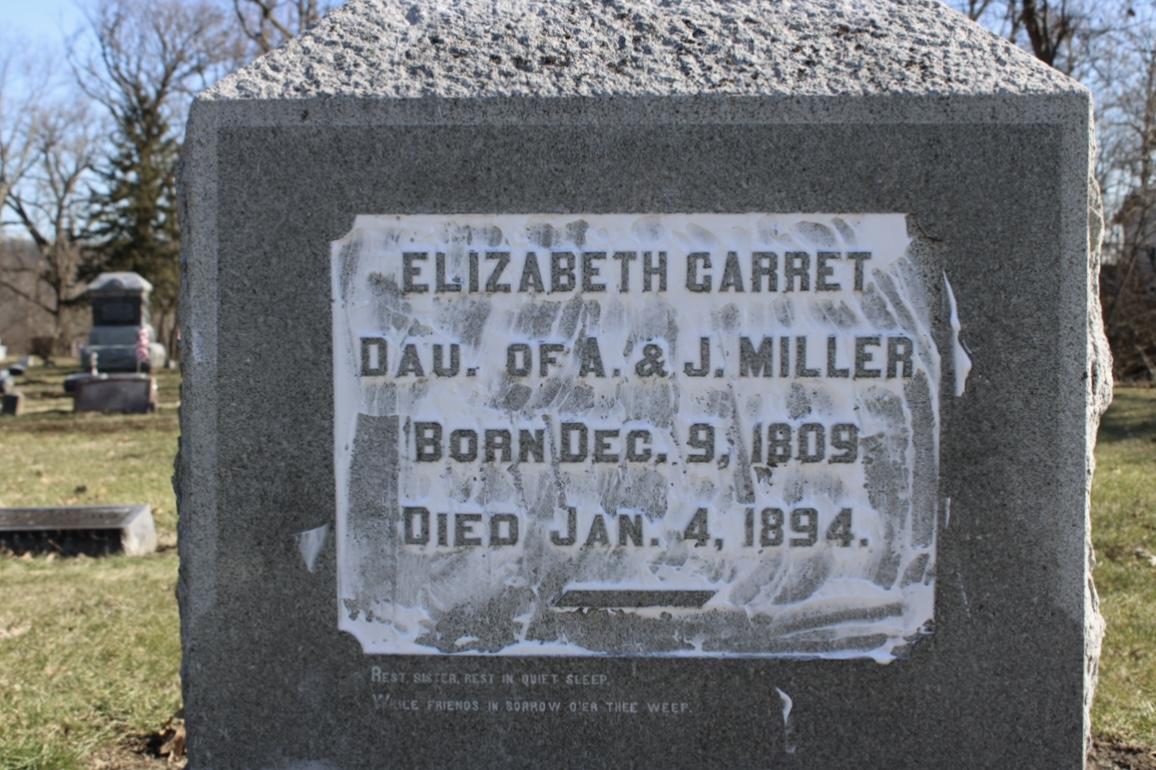 ELIZABETH GARRET
DAU. OF A. & J. MILLER
BORN DEC. 9, 1809
DIED JAN. 4, 1894.
REST, SISTER, REST IN QUIET SLEEP,
WHILE FRIENDS IN SORROW O'ER THEE WEEP.